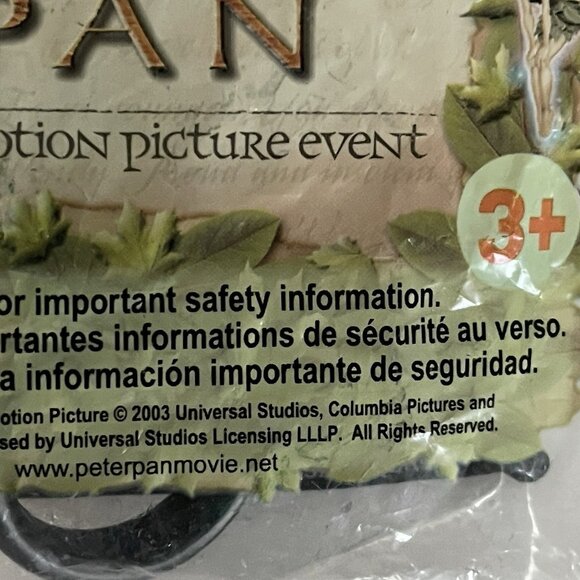 PAN
otion picture event
3+
or important safety information.
rtantes informations de sécurité au verso.
a información importante de seguridad.
otion Picture © 2003 Universal Studios, Columbia Pictures and
sed by Universal Studios Licensing LLLP. All Rights Reserved.
www.peterpanmovie.net